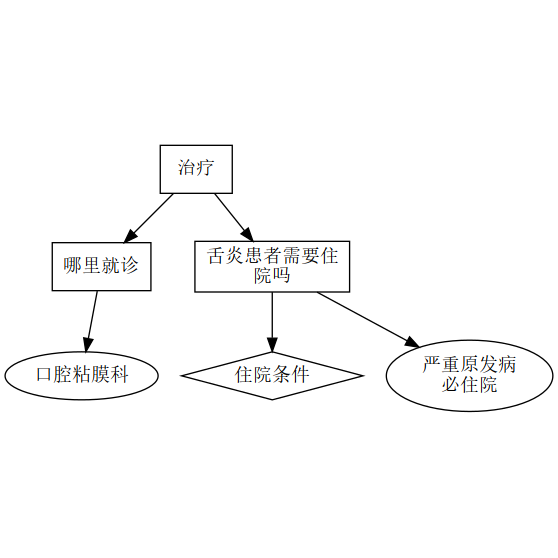 治疗
哪里就诊
舌炎患者需要住
院吗
口腔粘膜科
住院条件
严重原发病
必住院